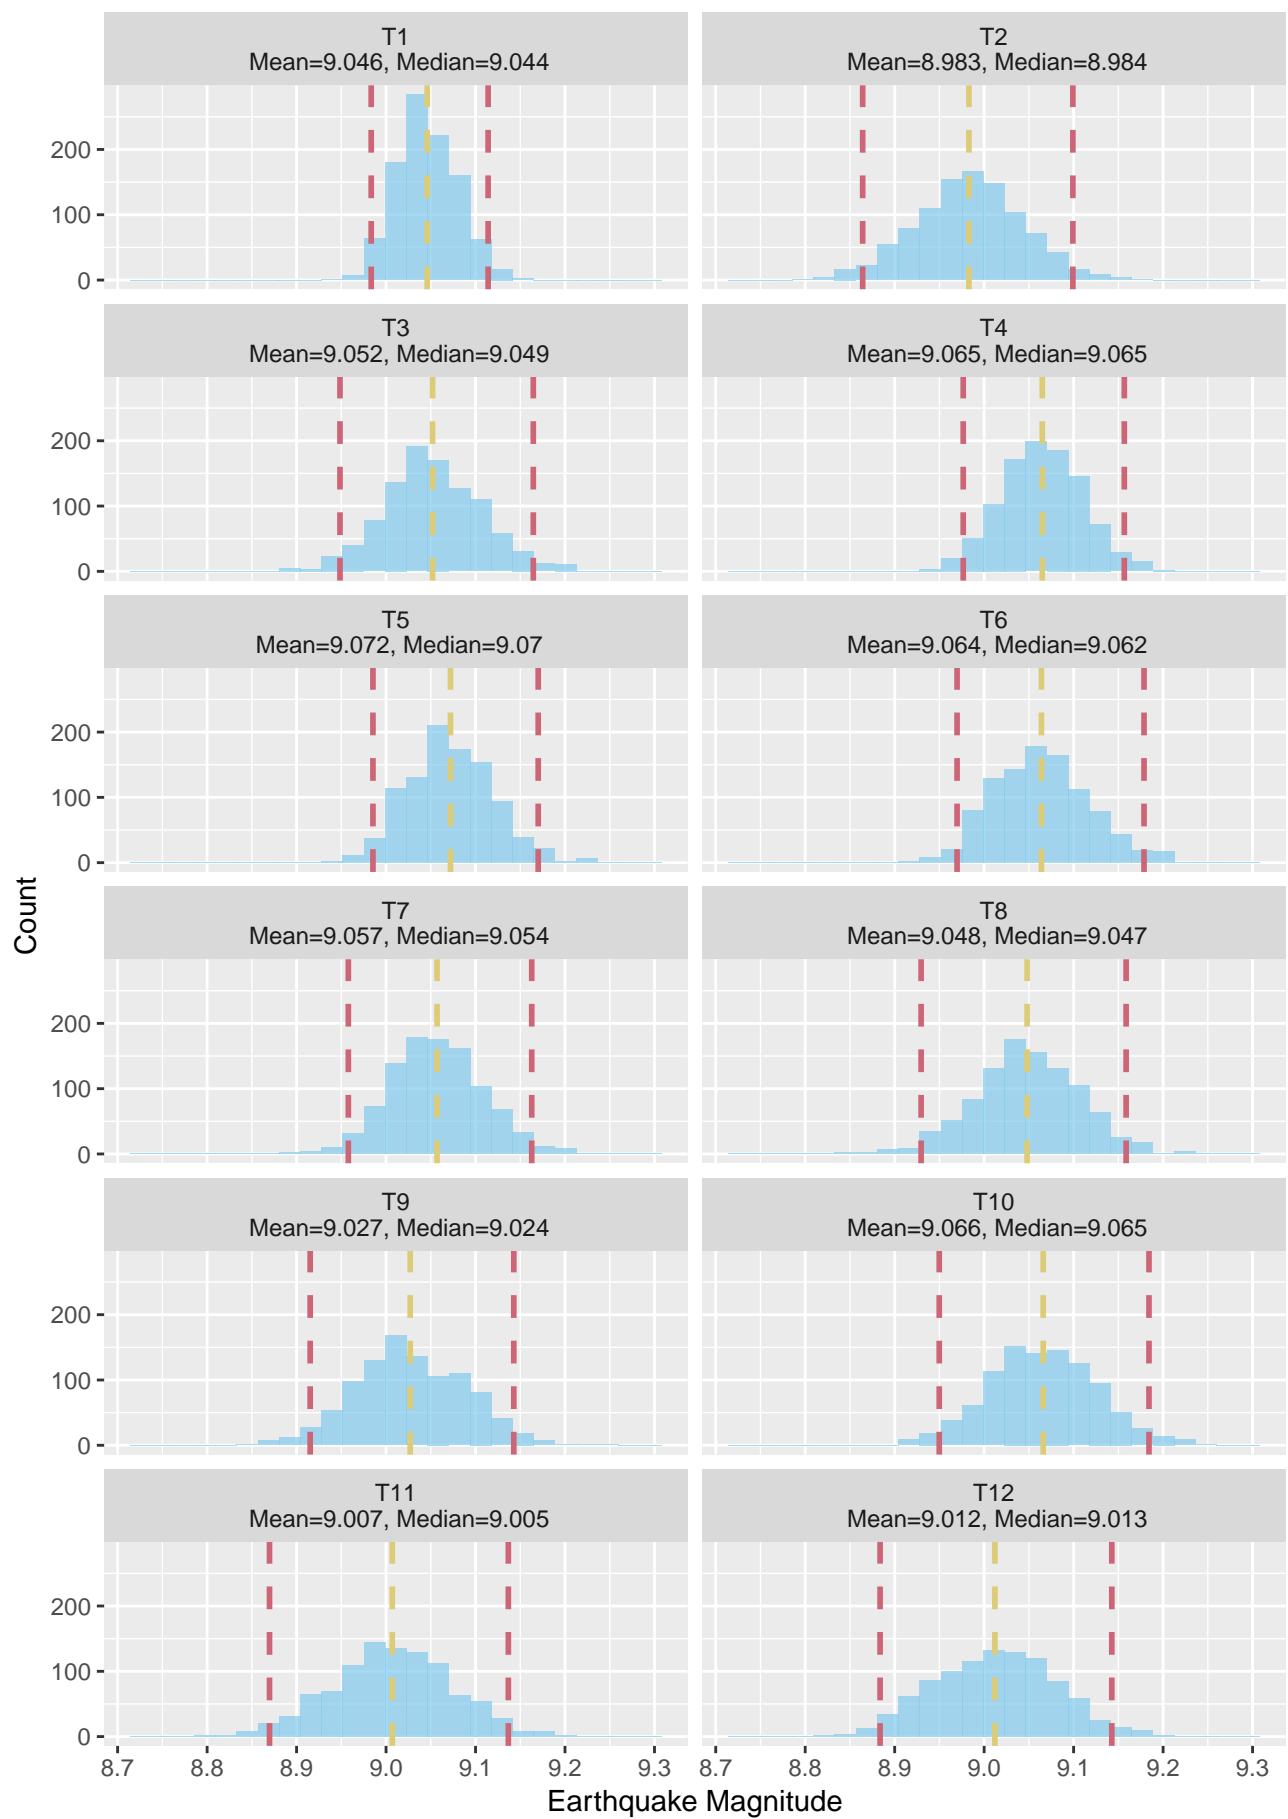 T1
Mean=9.046, Median=9.044
T2
Mean=8.983, Median=8.984
200
100
0
T3
Mean=9.052, Median=9.049
T4
Mean=9.065, Median=9.065
200
100
0
T5
Mean=9.072, Median=9.07
T6
Mean=9.064, Median=9.062
200
100
0
Count
T7
Mean=9.057, Median=9.054
T8
Mean=9.048, Median=9.047
200
100
0
T9
Mean=9.027, Median=9.024
T10
Mean=9.066, Median=9.065
200
100
0
T11
Mean=9.007, Median=9.005
T12
Mean=9.012, Median=9.013
200
100
0
8.7 8.8 8.9 9.0 9.1 9.2 9.3
8.7 8.8 8.9 9.0 9.1 9.2 9.3
Earthquake Magnitude